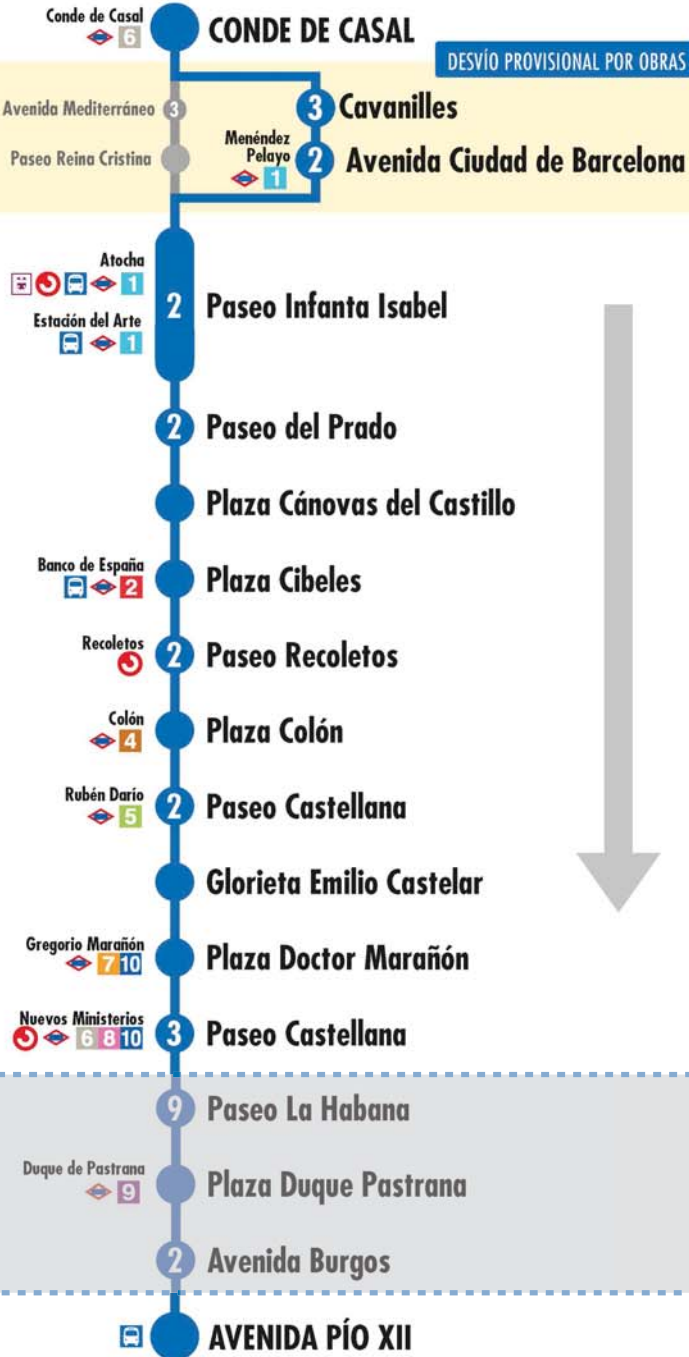 Conde de Casal
6
CONDE DE CASAL
DESVÍO PROVISIONAL POR OBRAS
Avenida Mediterráneo
3
3
Cavanilles
Paseo Reina Cristina
Menéndez
Pelayo
1
2
Avenida Ciudad de Barcelona
Atocha
1
Estación del Arte
1
2
Paseo Infanta Isabel
2
Paseo del Prado
Plaza Cánovas del Castillo
Banco de España
2
Plaza Cibeles
Recoletos
2
Paseo Recoletos
Colón
4
Plaza Colón
Rubén Darío
5
2
Paseo Castellana
Glorieta Emilio Castelar
Gregorio Marañón
7 10
Plaza Doctor Marañón
Nuevos Ministerios
6 8 10
3
Paseo Castellana
9
Paseo La Habana
Duque de Pastrana
9
Plaza Duque Pastrana
2
Avenida Burgos
AVENIDA PÍO XII